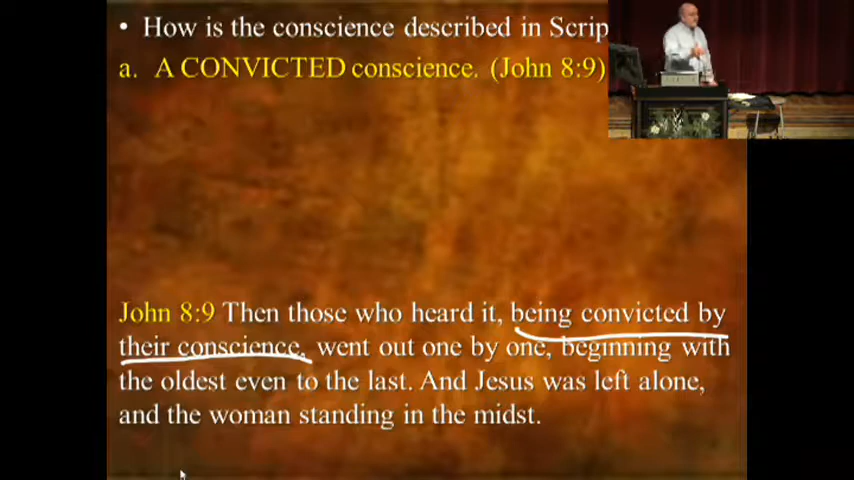 • How is the conscience described in Scrip
a. A CONVICTED conscience. (John 8:9)
John 8:9 Then those who heard it, being convicted by
their conscience, went out one by one, beginning with
the oldest even to the last. And Jesus was left alone,
and the woman standing in the midst.